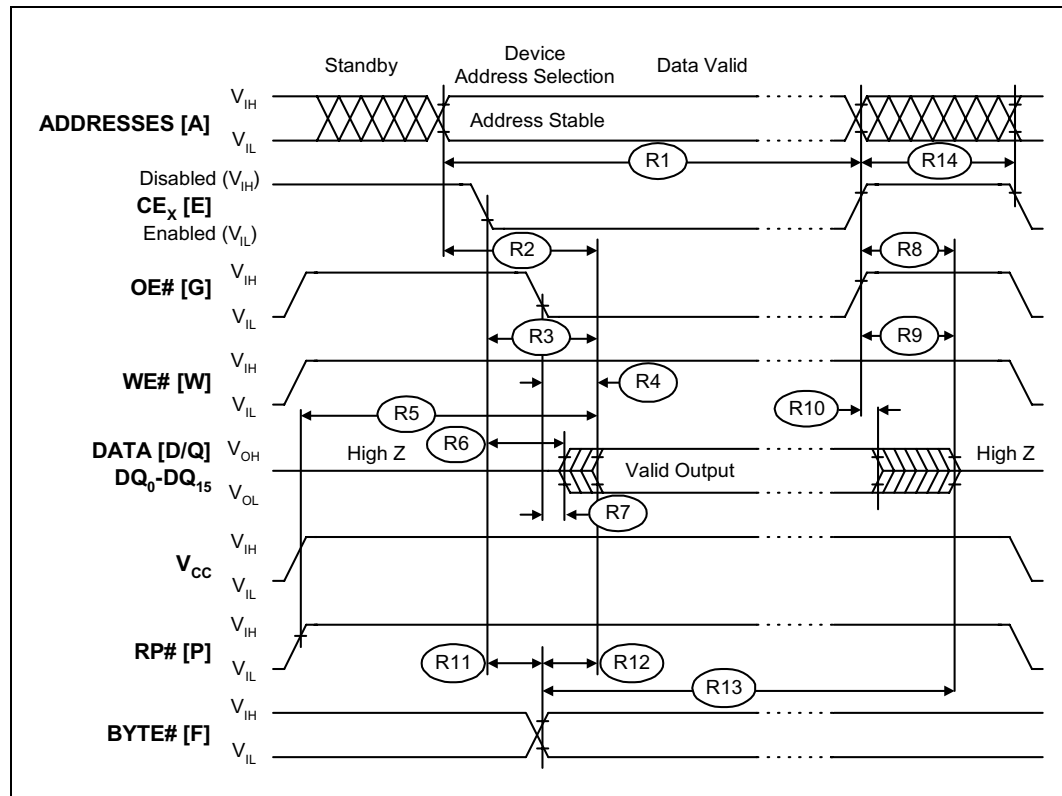 Standby
Device
Address Selection
Data Valid
ADDRESSES [A]
V_IH
V_IL
Address Stable
R1
R14
Disabled (V_IH)
CE_X [E]
Enabled (V_IL)
R2
R8
OE# [G]
V_IH
V_IL
R3
R9
WE# [W]
V_IH
V_IL
R4
R5
R10
R6
DATA [D/Q]
DQ_0-DQ_15
V_OH
V_OL
High Z
Valid Output
High Z
R7
V_CC
V_IH
V_IL
RP# [P]
V_IH
V_IL
R11
R12
R13
BYTE# [F]
V_IH
V_IL